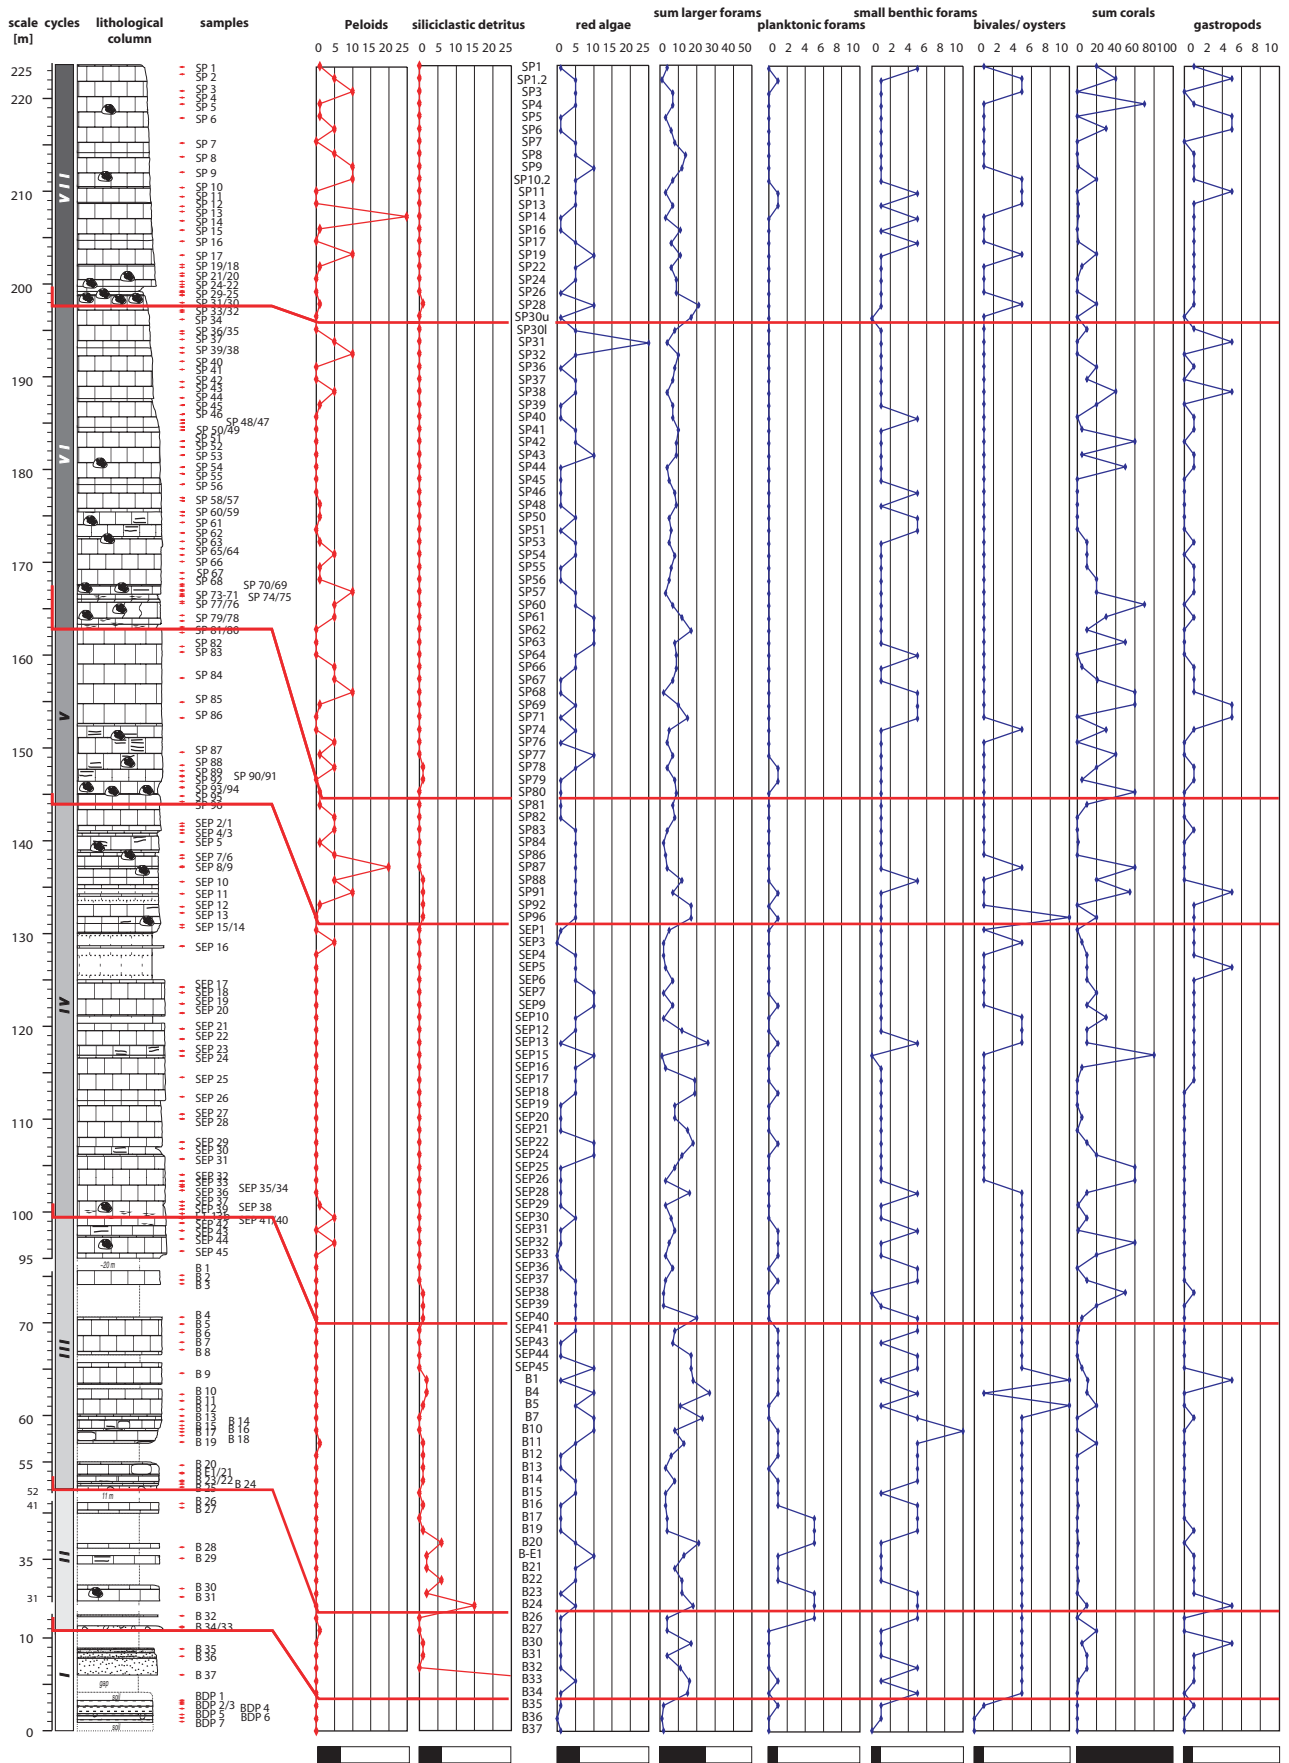 scale cycles lithological samples
[m] column
Peloids
siliciclastic detritus
red algae
sum larger forams
planktonic forams
small benthic forams
bivales/ oysters
sum corals
gastropods
0 5 10 15 20 25
0 5 10 15 20 25
0 5 10 15 20 25
0 10 20 30 40 50
0 2 4 6 8 10
0 2 4 6 8 10
0 2 4 6 8 10
0 20 40 60 80 100
0 2 4 6 8 10
225
220
210
200
190
180
170
160
150
140
130
120
110
100
95
70
60
55
52
41
35
31
10
0
VII
VI
V
IV
III
II
I
~20 m
11 m
gap
soil
soil
SP 1
SP 2
SP 3
SP 4
SP 5
SP 6
SP 7
SP 8
SP 9
SP 10
SP 11
SP 12
SP 13
SP 14
SP 15
SP 16
SP 17
SP 19/18
SP 21/20
SP 24-22
SP 29-25
SP 31/30
SP 33/32
SP 34
SP 36/35
SP 37
SP 39/38
SP 40
SP 41
SP 42
SP 43
SP 44
SP 45
SP 46
SP 48/47
SP 50/49
SP 51
SP 52
SP 53
SP 54
SP 55
SP 56
SP 58/57
SP 60/59
SP 61
SP 62
SP 63
SP 65/64
SP 66
SP 67
SP 68
SP 70/69
SP 73-71
SP 74/75
SP 77/76
SP 79/78
SP 81/80
SP 82
SP 83
SP 84
SP 85
SP 86
SP 87
SP 88
SP 89
SP 90/91
SP 92
SP 93/94
SP 95
SP 96
SEP 2/1
SEP 4/3
SEP 5
SEP 7/6
SEP 8/9
SEP 10
SEP 11
SEP 12
SEP 13
SEP 15/14
SEP 16
SEP 17
SEP 18
SEP 19
SEP 20
SEP 21
SEP 22
SEP 23
SEP 24
SEP 25
SEP 26
SEP 27
SEP 28
SEP 29
SEP 30
SEP 31
SEP 32
SEP 33
SEP 35/34
SEP 36
SEP 37
SEP 38
SEP 39
SEP 41/40
SEP 42
SEP 43
SEP 44
SEP 45
B 1
B 2
B 3
B 4
B 5
B 6
B 7
B 8
B 9
B 10
B 11
B 12
B 13
B 14
B 15
B 16
B 17
B 18
B 19
B 20
B E1/21
B 23/22
B 24
B 25
B 26
B 27
B 28
B 29
B 30
B 31
B 32
B 34/33
B 35
B 36
B 37
BDP 1
BDP 2/3
BDP 4
BDP 5
BDP 6
BDP 7
SP1
SP1.2
SP3
SP4
SP5
SP6
SP7
SP8
SP9
SP10.2
SP11
SP13
SP14
SP16
SP17
SP19
SP22
SP24
SP26
SP28
SP30u
SP30l
SP31
SP32
SP36
SP37
SP38
SP39
SP40
SP41
SP42
SP43
SP44
SP45
SP46
SP48
SP50
SP51
SP53
SP54
SP55
SP56
SP57
SP60
SP61
SP62
SP63
SP64
SP66
SP67
SP68
SP69
SP71
SP74
SP76
SP77
SP78
SP79
SP80
SP81
SP82
SP83
SP84
SP86
SP87
SP88
SP91
SP92
SP96
SEP1
SEP3
SEP4
SEP5
SEP6
SEP7
SEP9
SEP10
SEP12
SEP13
SEP15
SEP16
SEP17
SEP18
SEP19
SEP20
SEP21
SEP22
SEP24
SEP25
SEP26
SEP28
SEP29
SEP30
SEP31
SEP32
SEP33
SEP36
SEP37
SEP38
SEP39
SEP40
SEP41
SEP43
SEP44
SEP45
B1
B4
B5
B7
B10
B11
B12
B13
B14
B15
B16
B17
B19
B20
B-E1
B21
B22
B23
B24
B26
B27
B30
B31
B32
B33
B34
B35
B36
B37